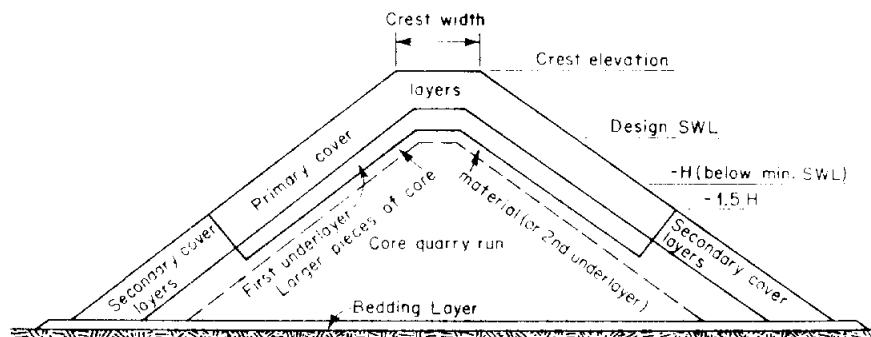 Crest width
Crest elevation
layers
Design SWL
Primary cover
-H (below min. SWL)
-1.5 H
First underlayer
Larger pieces of core
material (or 2nd underlayer)
Core quarry run
Secondary cover
layers
Secondary cover
layers
Bedding Layer